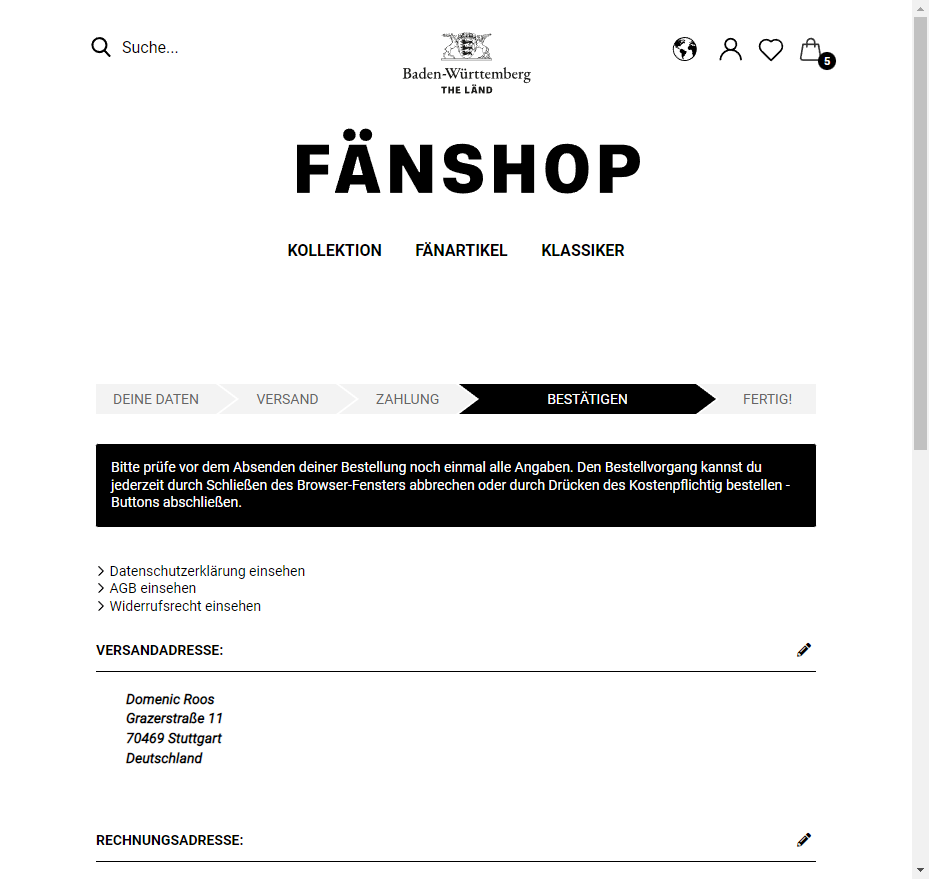 Suche...
Baden-Württemberg
THE LÄND
5
FÄNSHOP
KOLLEKTION FÄNARTIKEL KLASSIKER
DEINE DATEN VERSAND ZAHLUNG BESTÄTIGEN FERTIG!
Bitte prüfe vor dem Absenden deiner Bestellung noch einmal alle Angaben. Den Bestellvorgang kannst du
jederzeit durch Schließen des Browser-Fensters abbrechen oder durch Drücken des Kostenpflichtig bestellen -
Buttons abschließen.
Datenschutzerklärung einsehen
AGB einsehen
Widerrufsrecht einsehen
VERSANDADRESSE:
Domenic Roos
Grazerstraße 11
70469 Stuttgart
Deutschland
RECHNUNGSADRESSE: